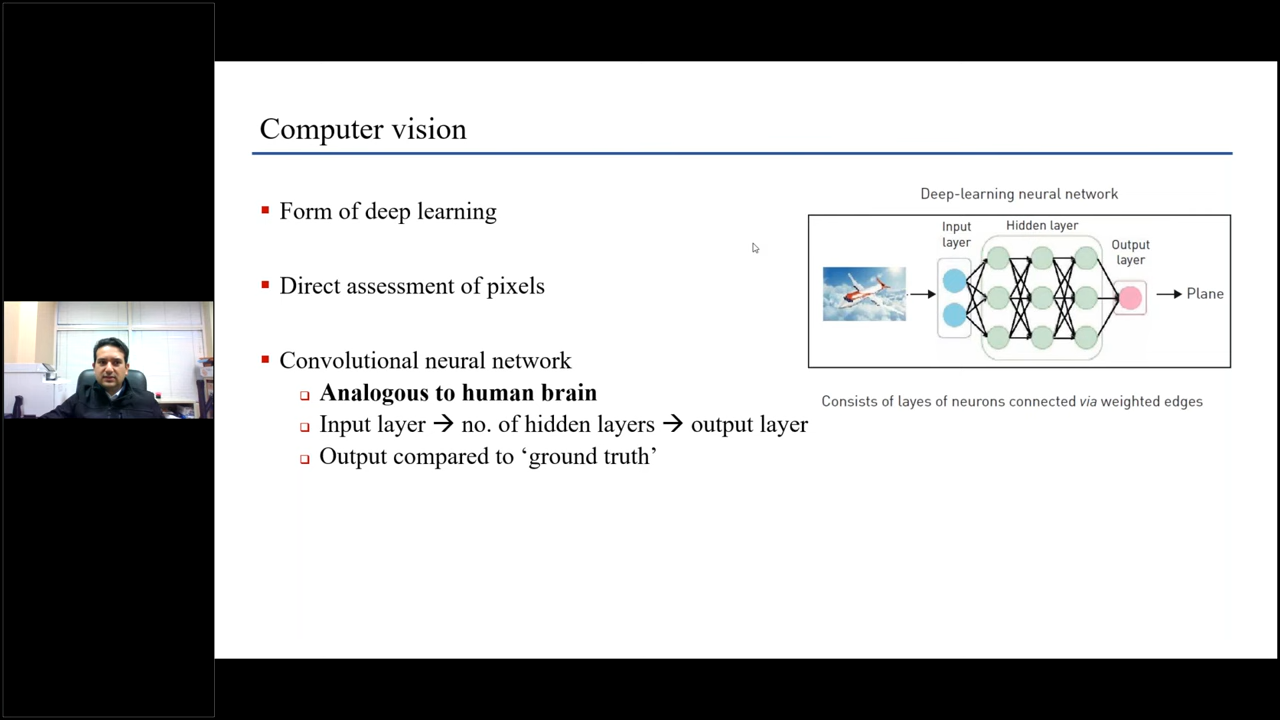 Computer vision
Form of deep learning
Direct assessment of pixels
Convolutional neural network
Analogous to human brain
Input layer → no. of hidden layers → output layer
Output compared to ‘ground truth’
Deep-learning neural network
Input
layer
Hidden layer
Output
layer
Plane
Consists of layes of neurons connected via weighted edges